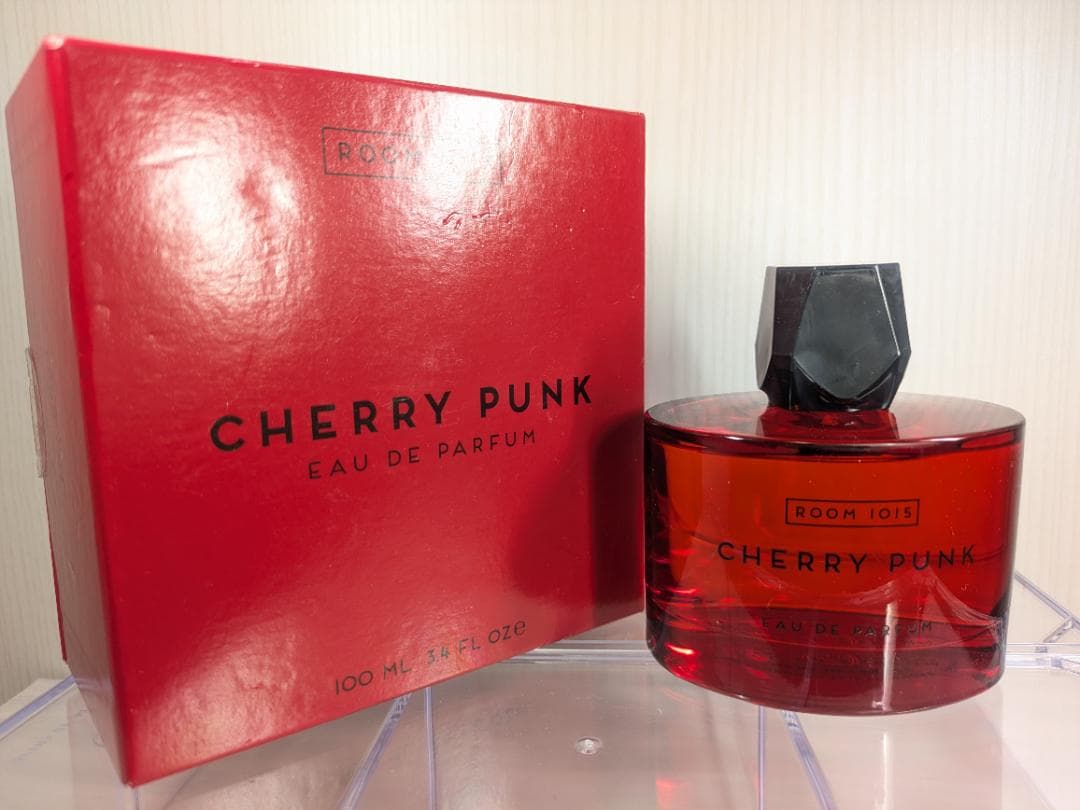 ROOM
CHERRY PUNK
EAU DE PARFUM
100 ML 3.4 FL OZe
ROOM 1015
CHERRY PUNK
EAU DE PARFUM